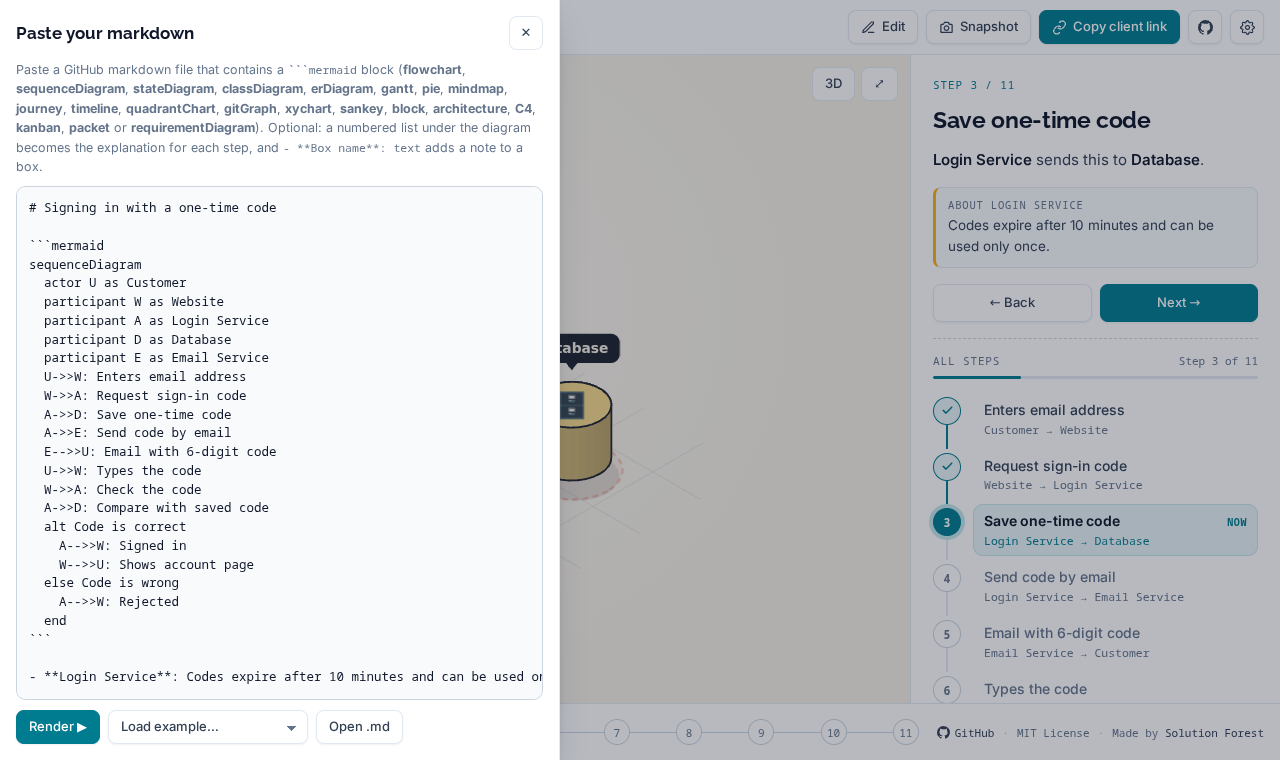 Paste your markdown
×
Paste a GitHub markdown file that contains a ```mermaid block (flowchart,
sequenceDiagram, stateDiagram, classDiagram, erDiagram, gantt, pie, mindmap,
journey, timeline, quadrantChart, gitGraph, xychart, sankey, block, architecture, C4,
kanban, packet or requirementDiagram). Optional: a numbered list under the diagram
becomes the explanation for each step, and - **Box name**: text adds a note to a
box.
# Signing in with a one-time code
```mermaid
sequenceDiagram
actor U as Customer
participant W as Website
participant A as Login Service
participant D as Database
participant E as Email Service
U->>W: Enters email address
W->>A: Request sign-in code
A->>D: Save one-time code
A->>E: Send code by email
E-->>U: Email with 6-digit code
U->>W: Types the code
W->>A: Check the code
A->>D: Compare with saved code
alt Code is correct
A-->>W: Signed in
W-->>U: Shows account page
else Code is wrong
A-->>W: Rejected
end
```
- **Login Service**: Codes expire after 10 minutes and can be used on
Render ▶
Load example...
Open .md
Edit
Snapshot
Copy client link
3D
⤢
tabase
STEP 3 / 11
Save one-time code
Login Service sends this to Database.
ABOUT LOGIN SERVICE
Codes expire after 10 minutes and can be
used only once.
← Back
Next →
ALL STEPS
Step 3 of 11
Enters email address
Customer → Website
Request sign-in code
Website → Login Service
3
Save one-time code
NOW
Login Service → Database
4
Send code by email
Login Service → Email Service
5
Email with 6-digit code
Email Service → Customer
6
Types the code
7
8
9
10
11
GitHub · MIT License · Made by Solution Forest